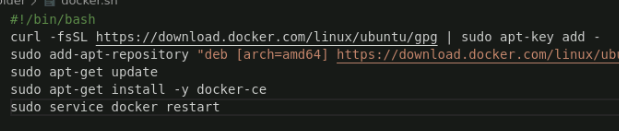 docker.sh
#!/bin/bash
curl -fsSL https://download.docker.com/linux/ubuntu/gpg | sudo apt-key add -
sudo add-apt-repository "deb [arch=amd64] https://download.docker.com/linux/ubu
sudo apt-get update
sudo apt-get install -y docker-ce
sudo service docker restart